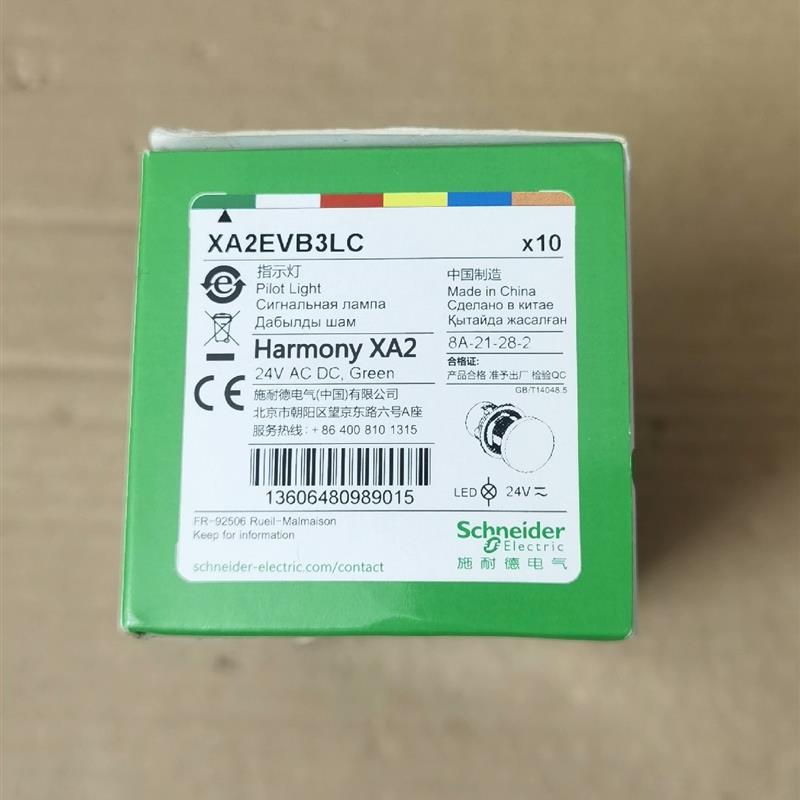 XA2EVB3LC x10
指示灯
Pilot Light
Сигнальная лампа
Дабылды шам
中国制造
Made in China
Сделано в китае
Қытайда жасалған
Harmony XA2
24V AC DC, Green
8A-21-28-2
合格证:
产品合格 准予出厂 检验QC
GB/T14048.5
e
CE
施耐德电气(中国)有限公司
北京市朝阳区望京东路六号A座
服务热线: +86 400 810 1315
13606480989015
LED 24V
FR-92506 Rueil-Malmaison
Keep for information
schneider-electric.com/contact
Schneider
Electric
施耐德电气